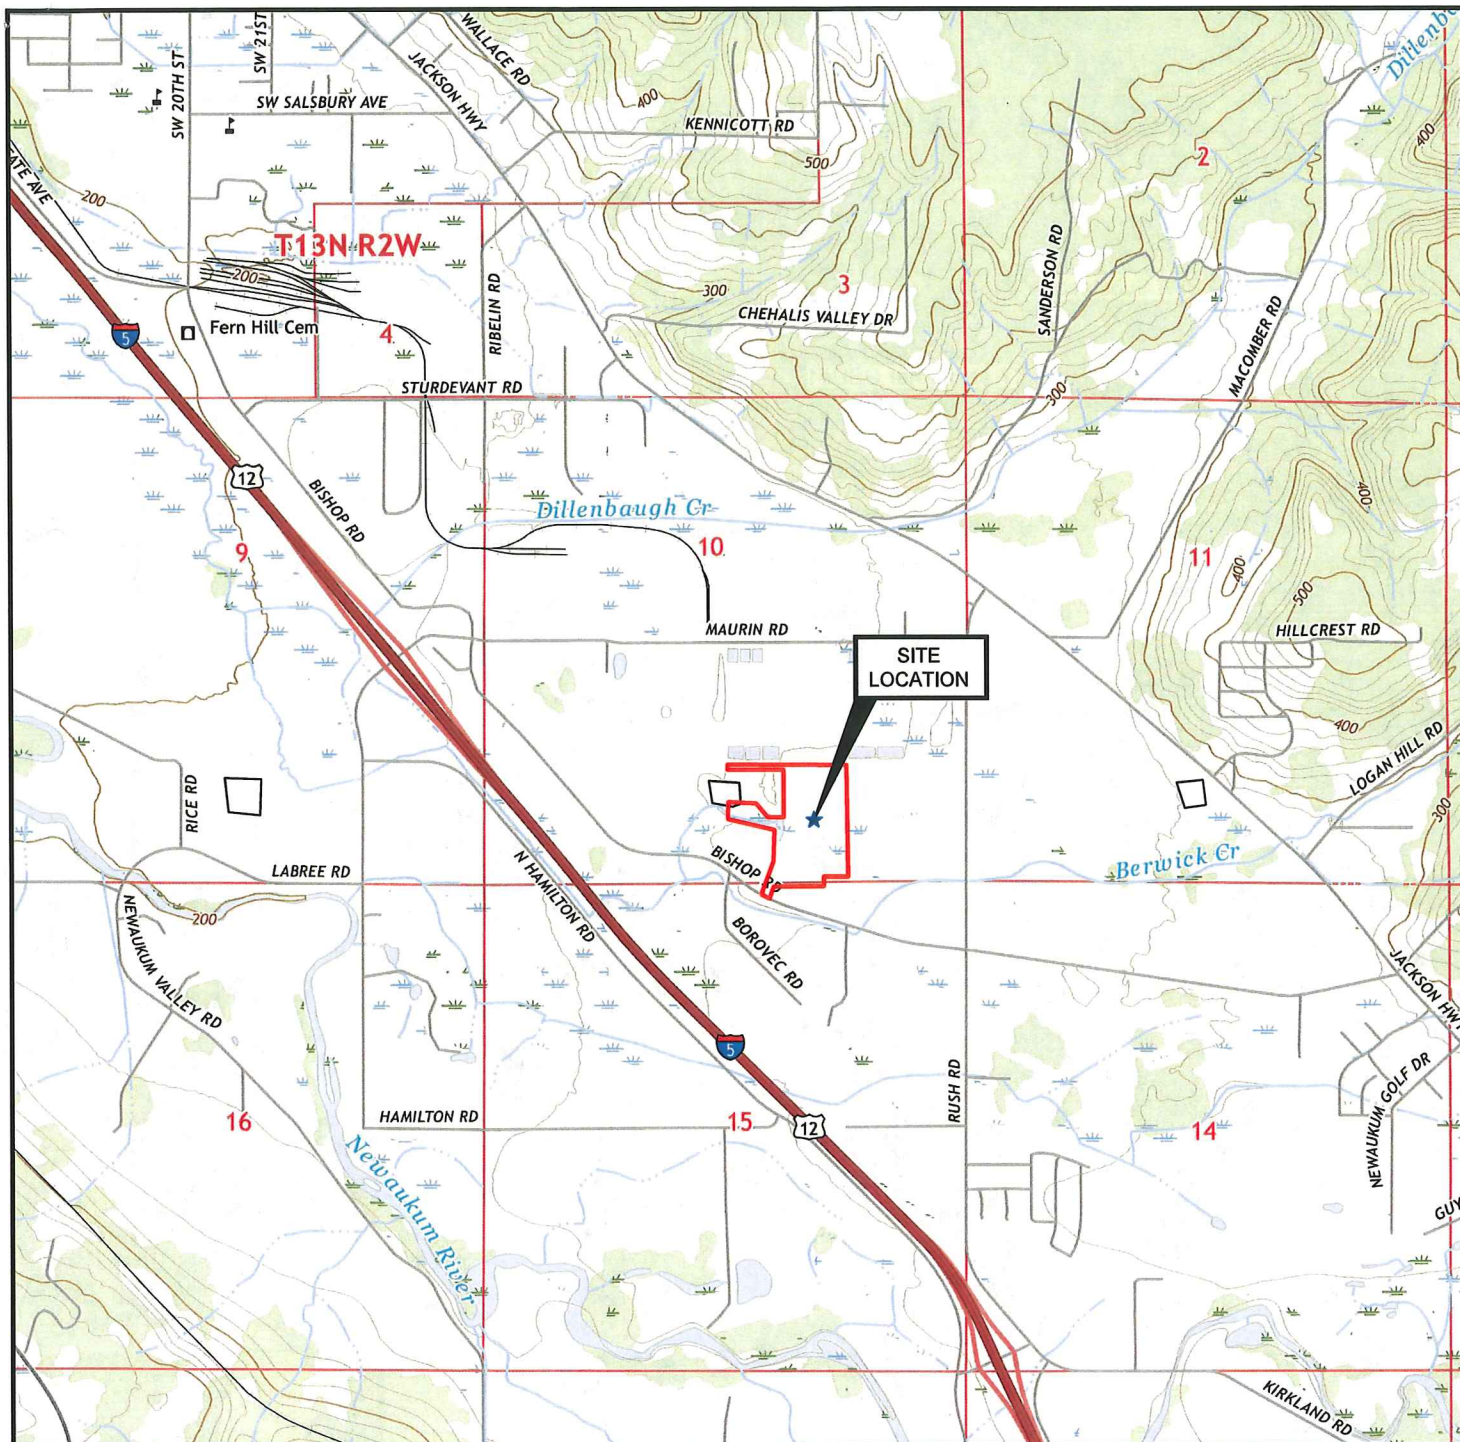 SW 20TH ST
SW 21ST
WALLACE RD
JACKSON HWY
SW SALSBURY AVE
KENNICOTT RD
400
500
2
400
200
T13N R2W
200
RIBELIN RD
300
3
CHEHALIS VALLEY DR
SANDERSON RD
MACOMBER RD
5
Fern Hill Cem
4
STURDEVANT RD
300
12
BISHOP RD
Dillenbaugh Cr
400
9
10
11
400
500
MAURIN RD
HILLCREST RD
SITE
LOCATION
400
LOGAN HILL RD
RICE RD
300
LABREE RD
N HAMILTON RD
BISHOP RD
Berwick Cr
NEWAUKUM VALLEY RD
200
BOROVEC RD
JACKSON HWY
5
RUSH RD
NEWAUKUM GOLF DR
16
HAMILTON RD
15
12
14
Newaukum River
GUY
KIRKLAND RD